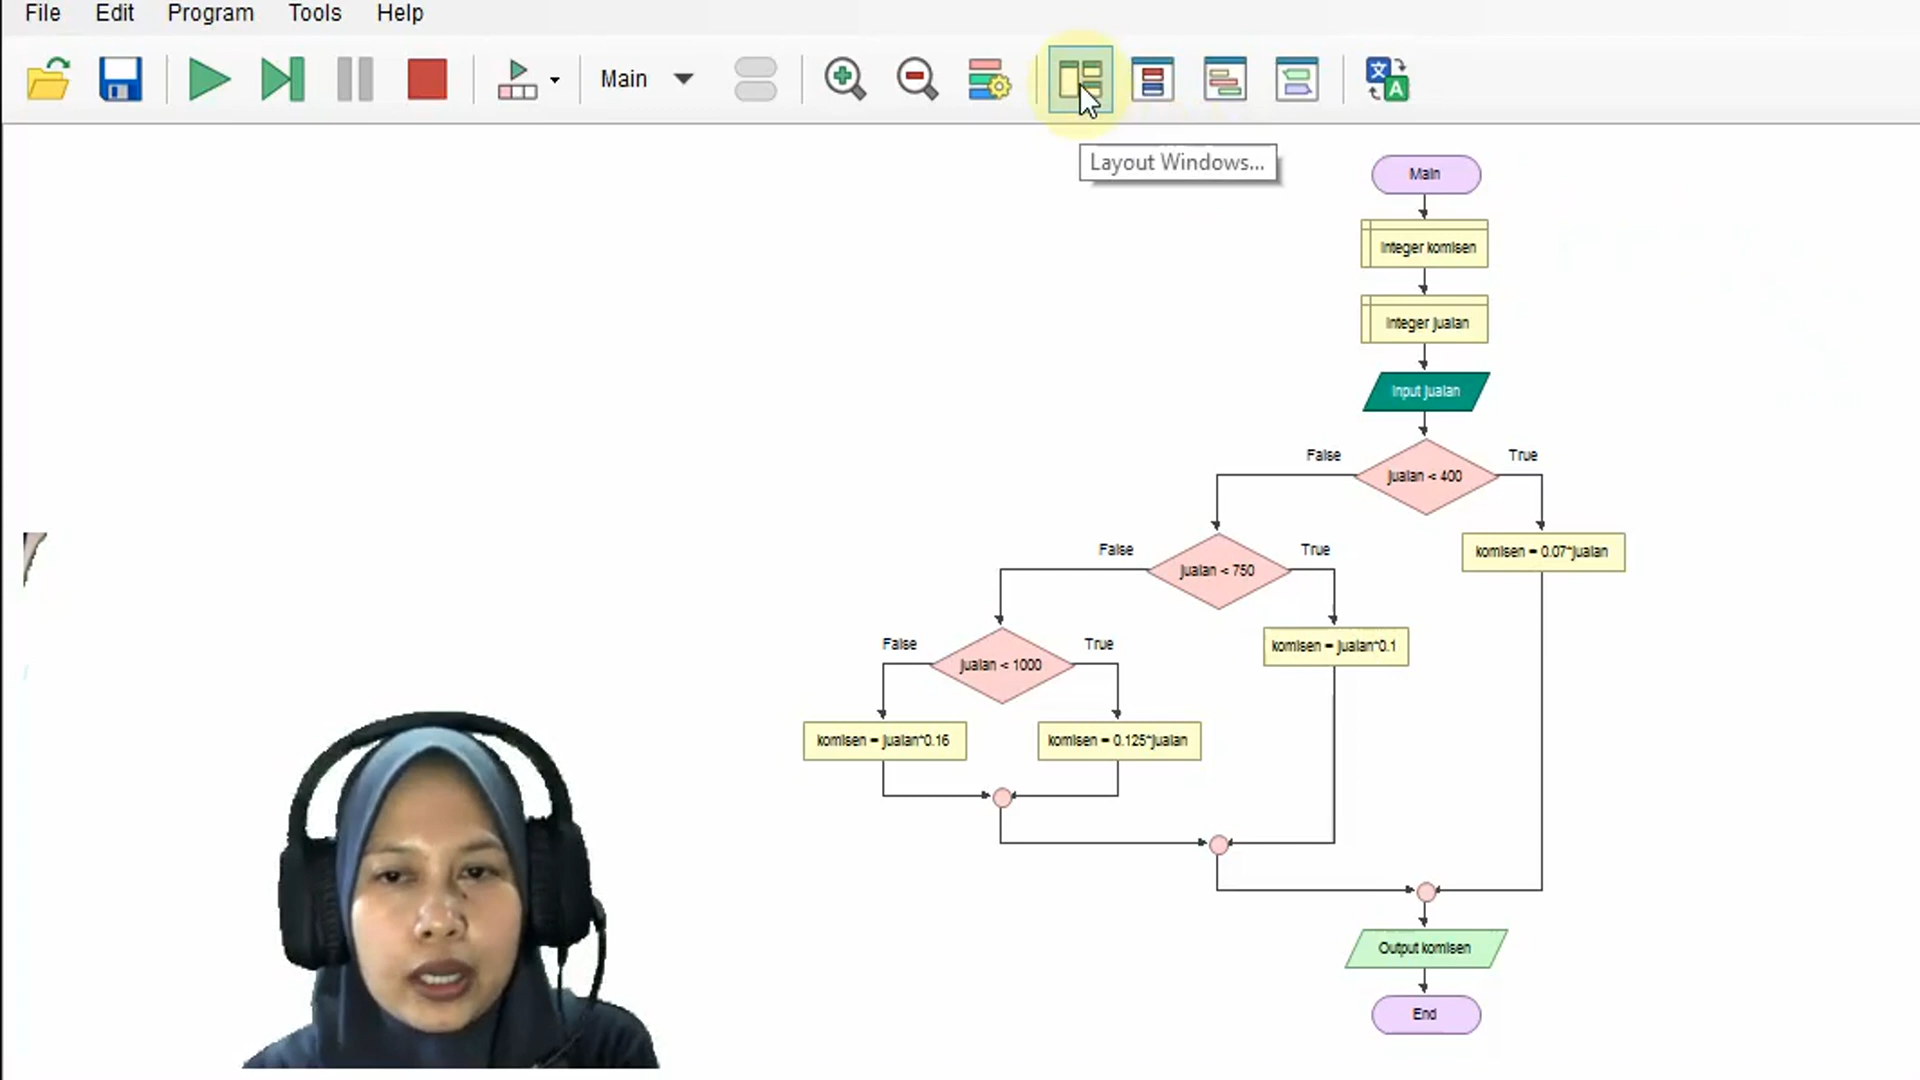 File Edit Program Tools Help
Main
文 A
Layout Windows...
Main
Integer komisen
Integer jualan
Input jualan
False True
jualan < 400
komisen = 0.07*jualan
False True
jualan < 750
komisen = jualan*0.1
False True
jualan < 1000
komisen = jualan*0.16
komisen = 0.125*jualan
Output komisen
End